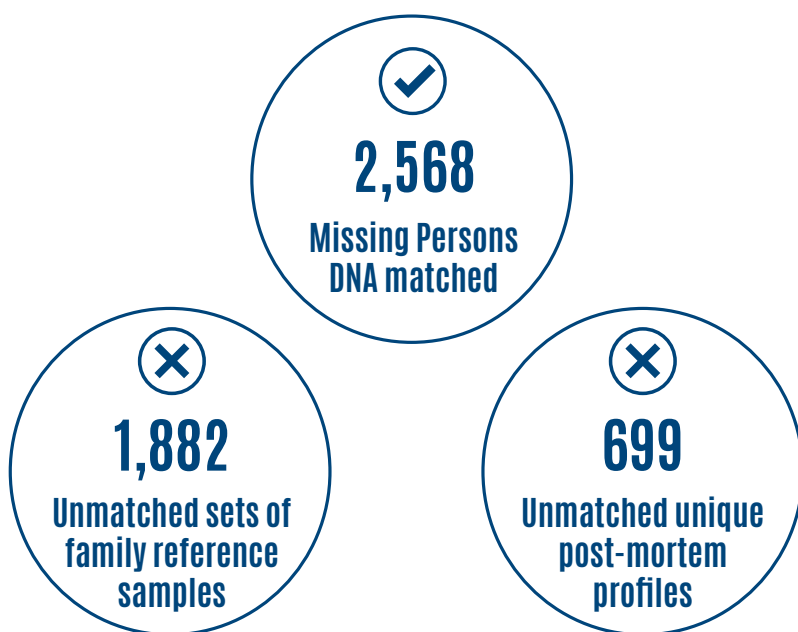 2,568
Missing Persons
DNA matched
1,882
Unmatched sets of
family reference
samples
699
Unmatched unique
post-mortem
profiles